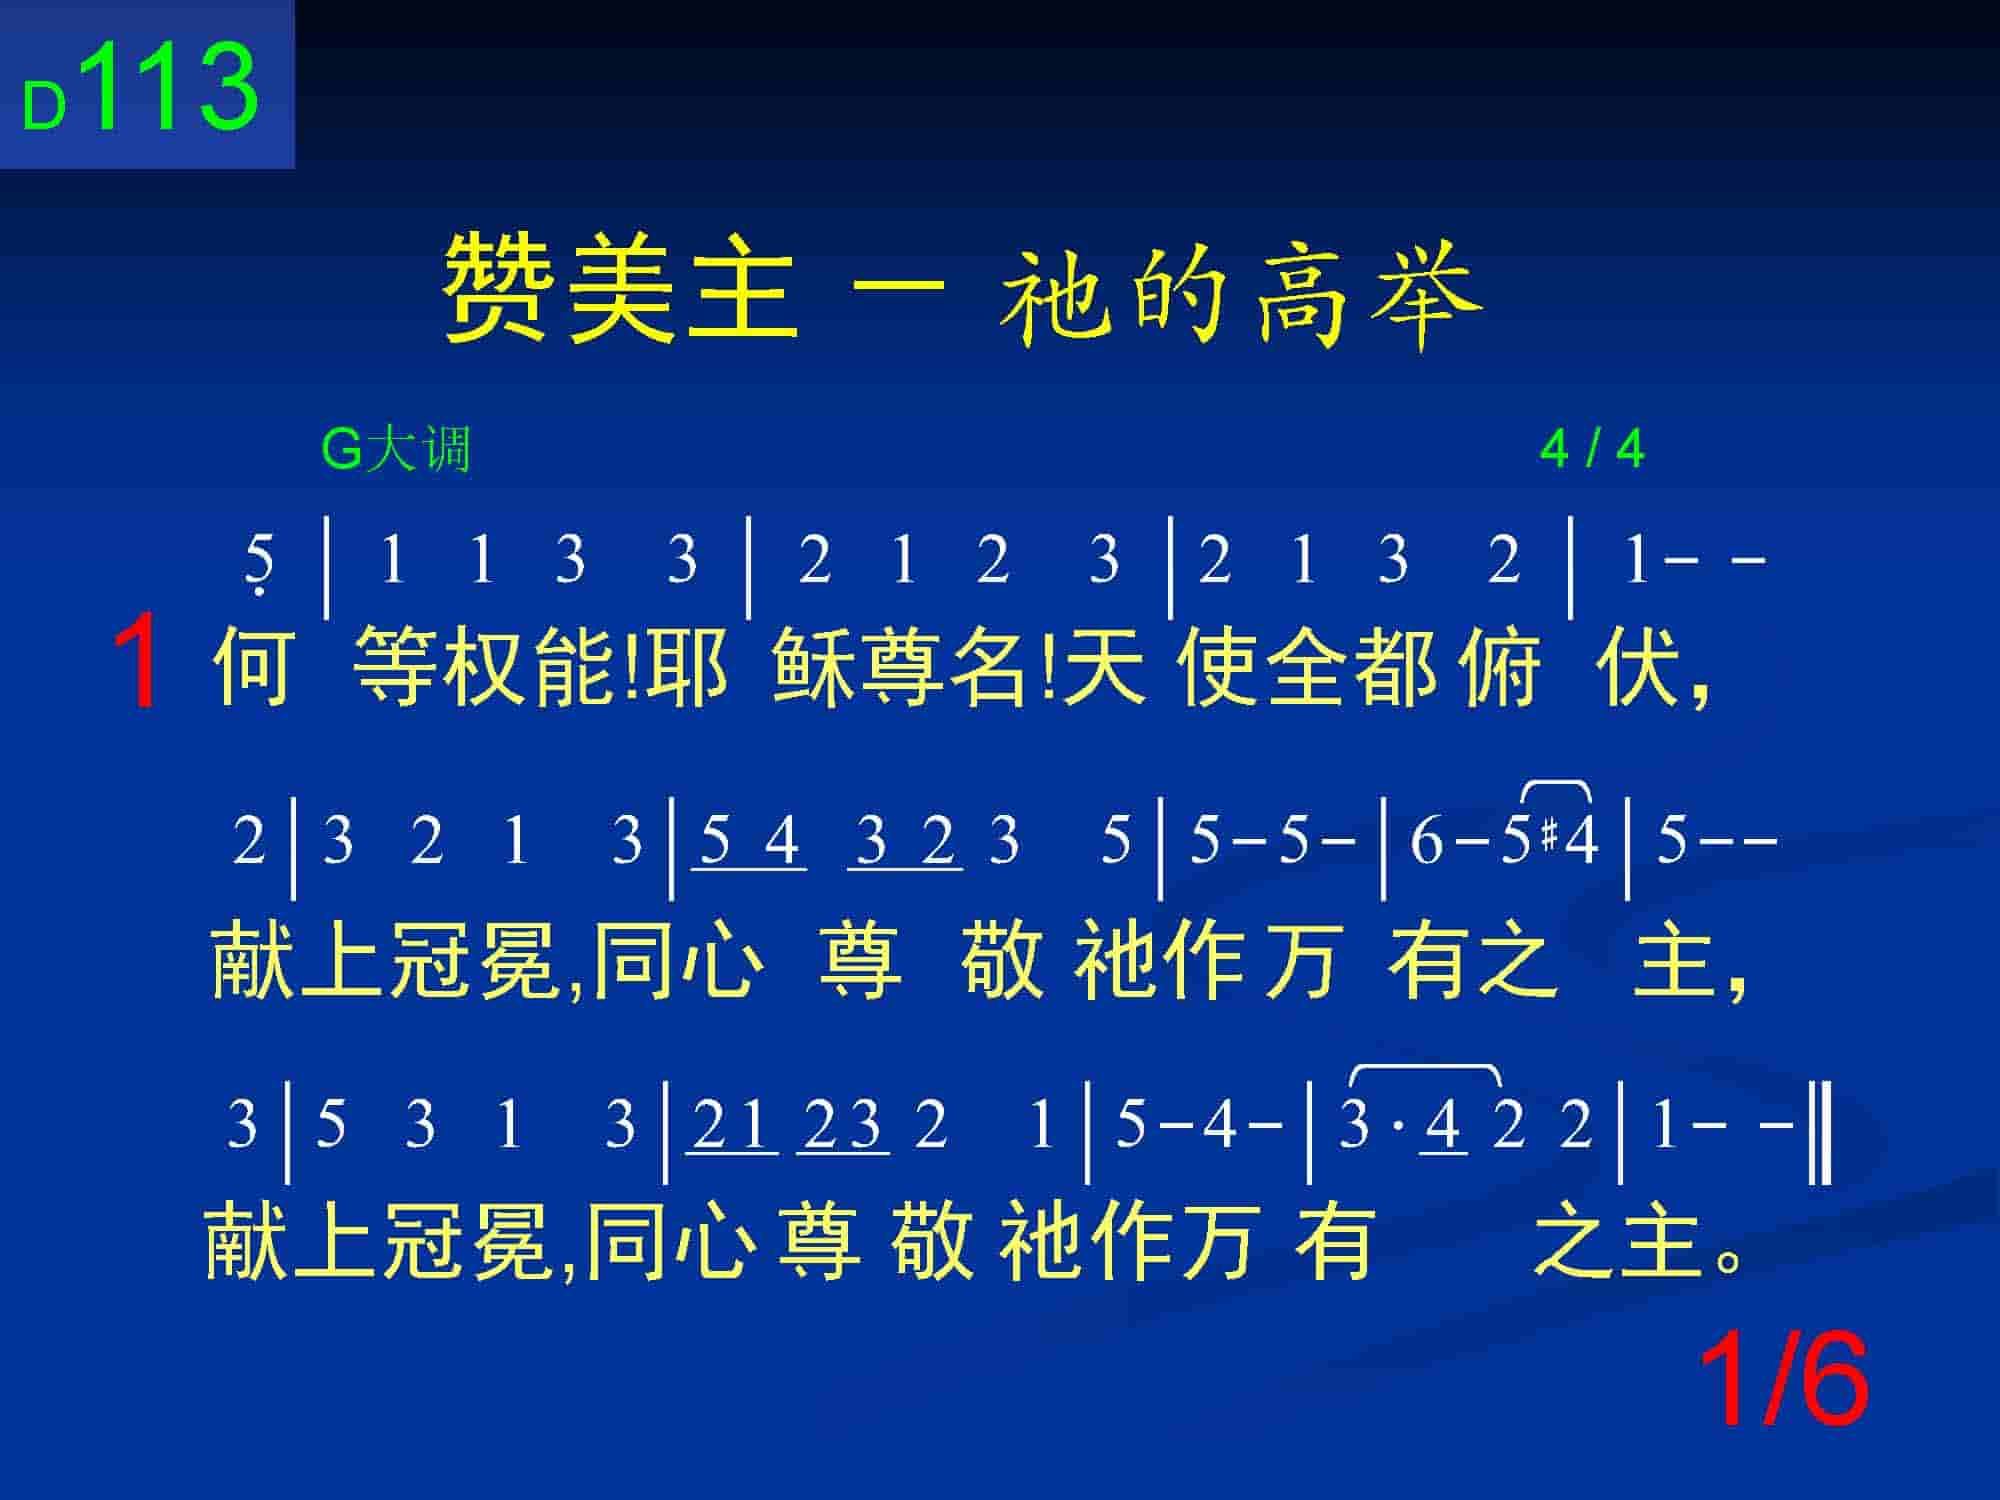 D113
赞美主 － 祂的高举
G大调 4 / 4
5̣ | 1 1 3 3 | 2 1 2 3 | 2 1 3 2 | 1 - -
1 何 等权能!耶 稣尊名!天 使全都 俯 伏，
2 | 3 2 1 3 | 5 4 3 2 3 5 | 5-5- | 6-5#4 | 5--
献上冠冕,同心 尊 敬 祂作 万 有之 主，
3 | 5 3 1 3 | 21 23 2 1 | 5-4- | 3·4 2 2 | 1- - ‖
献上冠冕,同心 尊 敬 祂作万 有 之主。
1/6